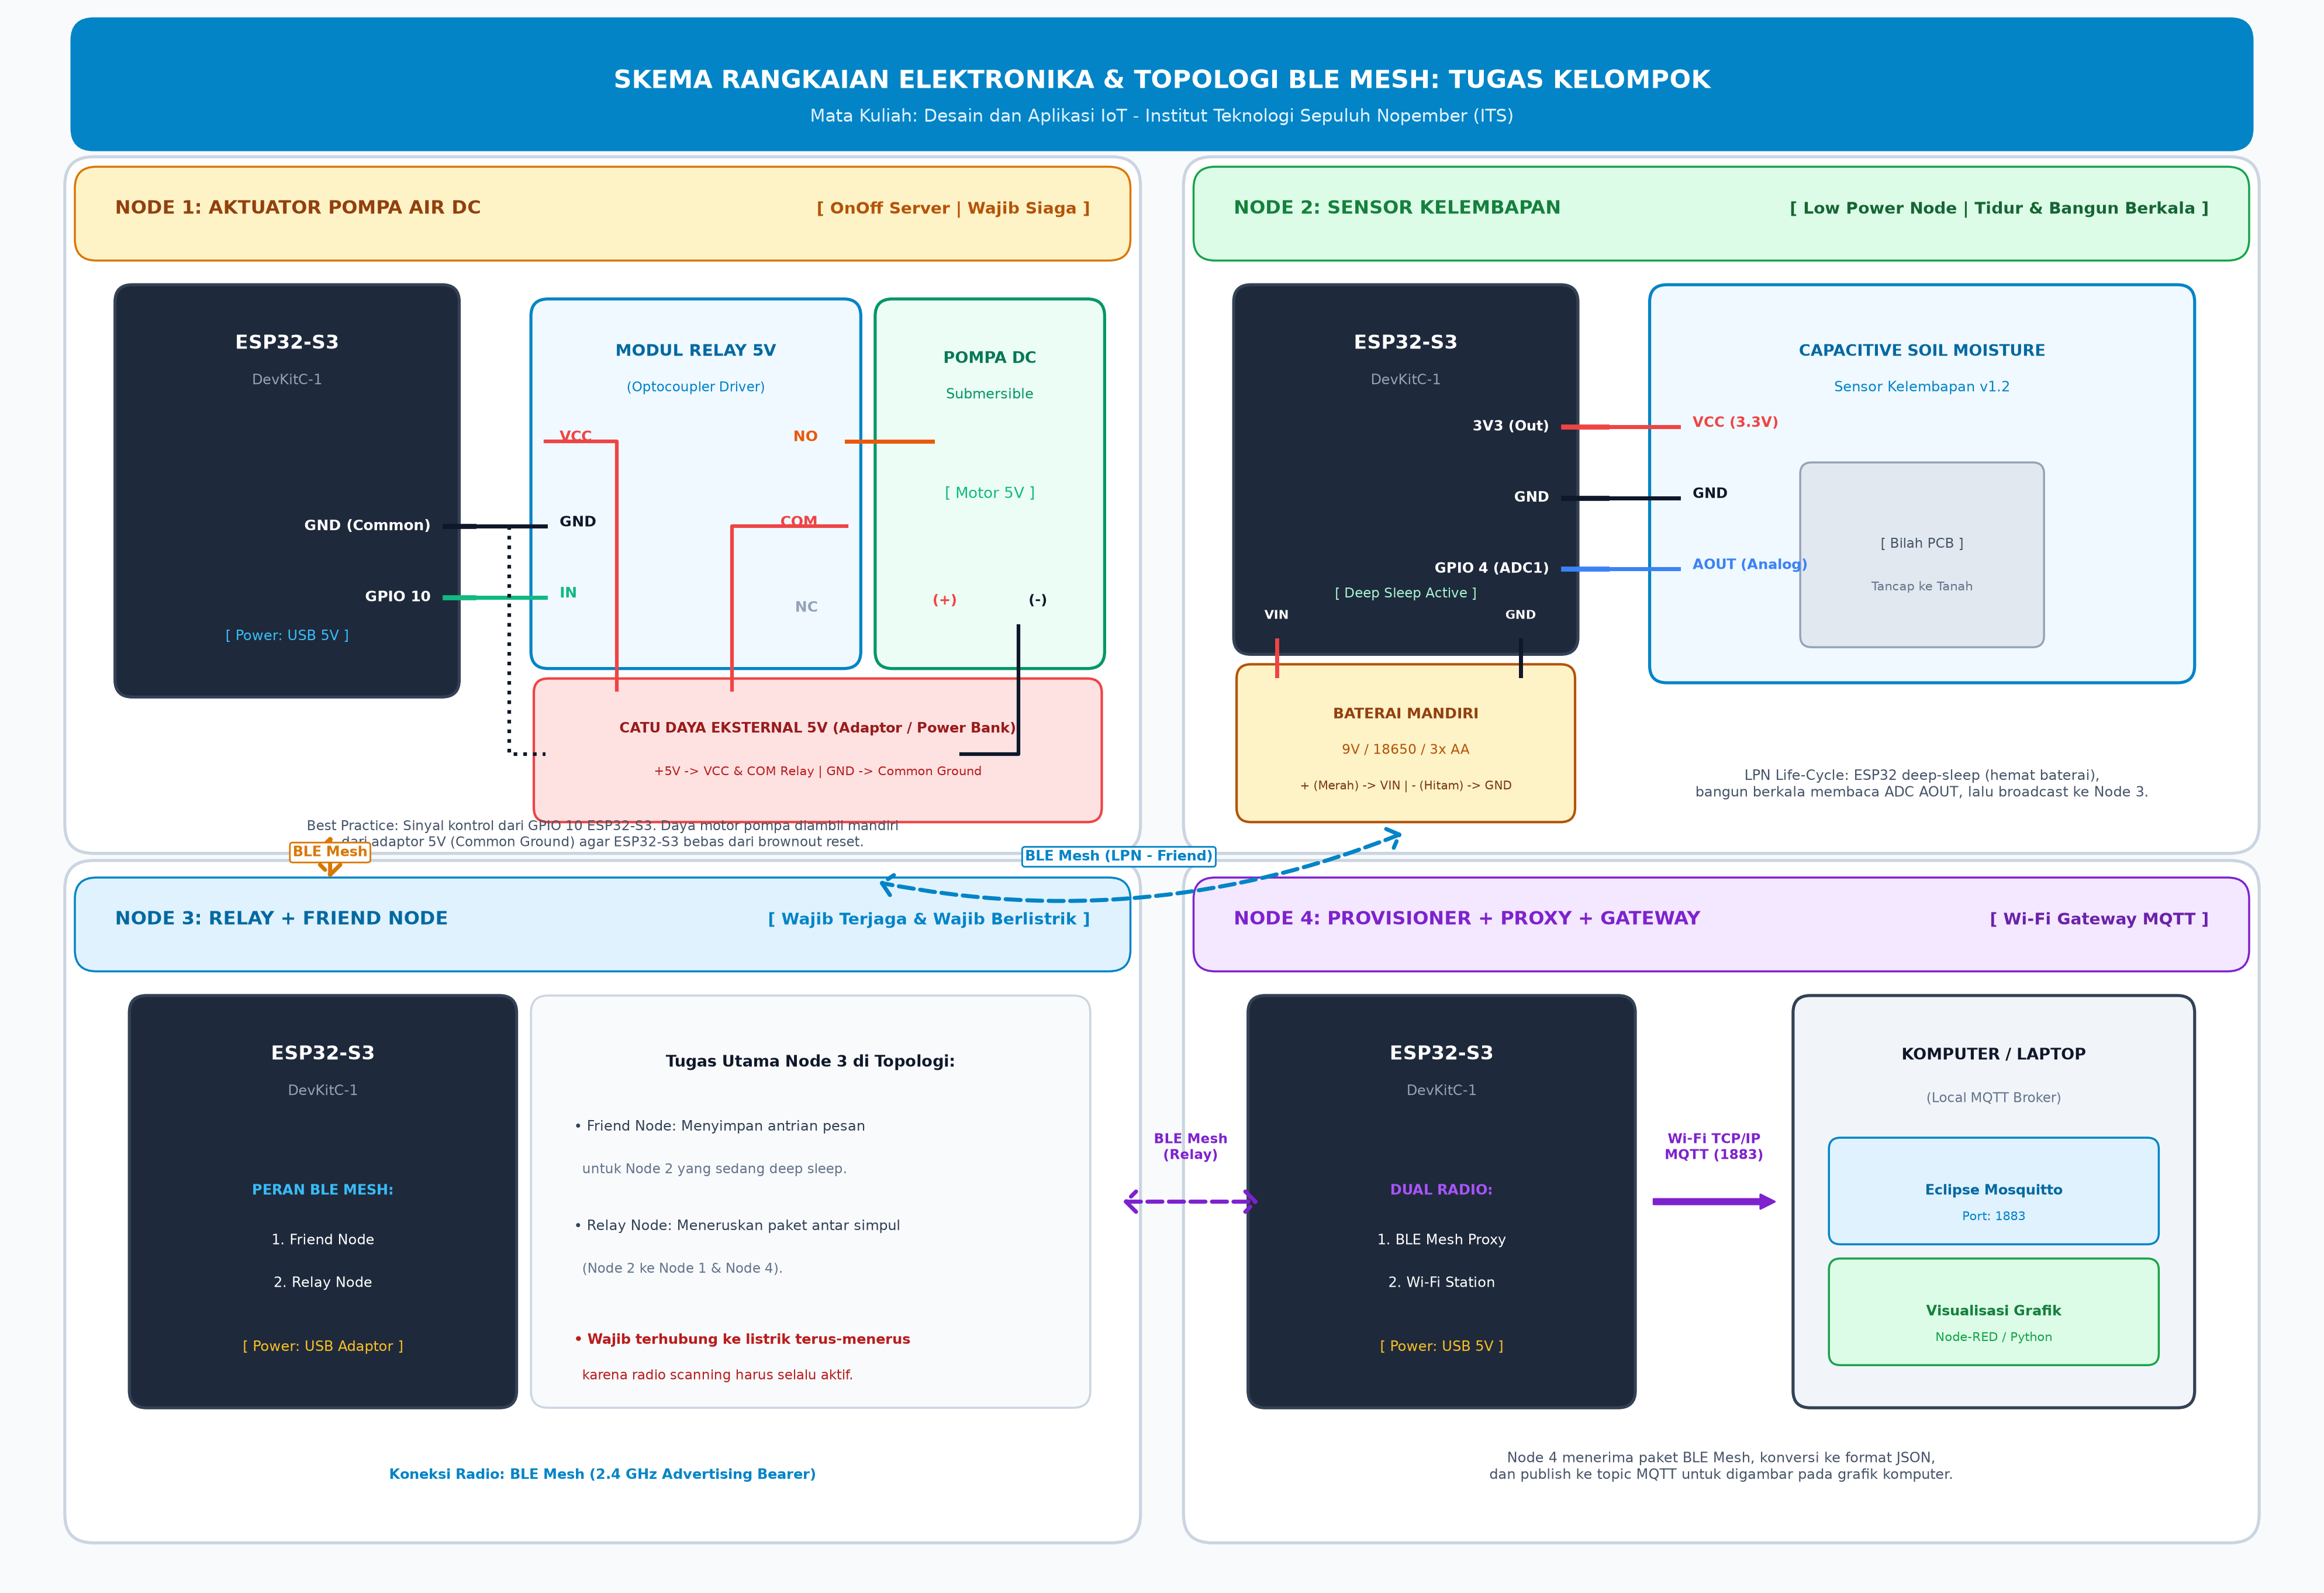 SKEMA RANGKAIAN ELEKTRONIKA & TOPOLOGI BLE MESH: TUGAS KELOMPOK
Mata Kuliah: Desain dan Aplikasi IoT - Institut Teknologi Sepuluh Nopember (ITS)
NODE 1: AKTUATOR POMPA AIR DC
[ OnOff Server | Wajib Siaga ]
ESP32-S3
DevKitC-1
GND (Common)
GPIO 10
[ Power: USB 5V ]
MODUL RELAY 5V
(Optocoupler Driver)
VCC
NO
GND
COM
IN
NC
POMPA DC
Submersible
[ Motor 5V ]
(+)
(-)
CATU DAYA EKSTERNAL 5V (Adaptor / Power Bank)
+5V -> VCC & COM Relay | GND -> Common Ground
Best Practice: Sinyal kontrol dari GPIO 10 ESP32-S3. Daya motor pompa diambil mandiri
dari adaptor 5V (Common Ground) agar ESP32-S3 bebas dari brownout reset.
NODE 2: SENSOR KELEMBAPAN
[ Low Power Node | Tidur & Bangun Berkala ]
ESP32-S3
DevKitC-1
3V3 (Out)
GND
GPIO 4 (ADC1)
[ Deep Sleep Active ]
VIN
GND
CAPACITIVE SOIL MOISTURE
Sensor Kelembapan v1.2
VCC (3.3V)
GND
AOUT (Analog)
[ Bilah PCB ]
Tancap ke Tanah
BATERAI MANDIRI
9V / 18650 / 3x AA
+ (Merah) -> VIN | - (Hitam) -> GND
LPN Life-Cycle: ESP32 deep-sleep (hemat baterai),
bangun berkala membaca ADC AOUT, lalu broadcast ke Node 3.
BLE Mesh
BLE Mesh (LPN - Friend)
NODE 3: RELAY + FRIEND NODE
[ Wajib Terjaga & Wajib Berlistrik ]
ESP32-S3
DevKitC-1
PERAN BLE MESH:
1. Friend Node
2. Relay Node
[ Power: USB Adaptor ]
Tugas Utama Node 3 di Topologi:
• Friend Node: Menyimpan antrian pesan
untuk Node 2 yang sedang deep sleep.
• Relay Node: Meneruskan paket antar simpul
(Node 2 ke Node 1 & Node 4).
• Wajib terhubung ke listrik terus-menerus
karena radio scanning harus selalu aktif.
Koneksi Radio: BLE Mesh (2.4 GHz Advertising Bearer)
BLE Mesh
(Relay)
NODE 4: PROVISIONER + PROXY + GATEWAY
[ Wi-Fi Gateway MQTT ]
ESP32-S3
DevKitC-1
DUAL RADIO:
1. BLE Mesh Proxy
2. Wi-Fi Station
[ Power: USB 5V ]
Wi-Fi TCP/IP
MQTT (1883)
KOMPUTER / LAPTOP
(Local MQTT Broker)
Eclipse Mosquitto
Port: 1883
Visualisasi Grafik
Node-RED / Python
Node 4 menerima paket BLE Mesh, konversi ke format JSON,
dan publish ke topic MQTT untuk digambar pada grafik komputer.